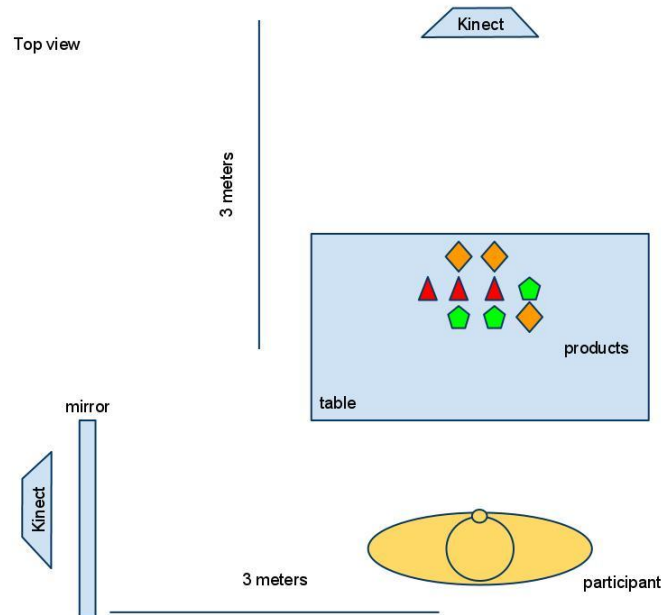 Kinect
Top view
3 meters
products
table
mirror
Kinect
3 meters
participant